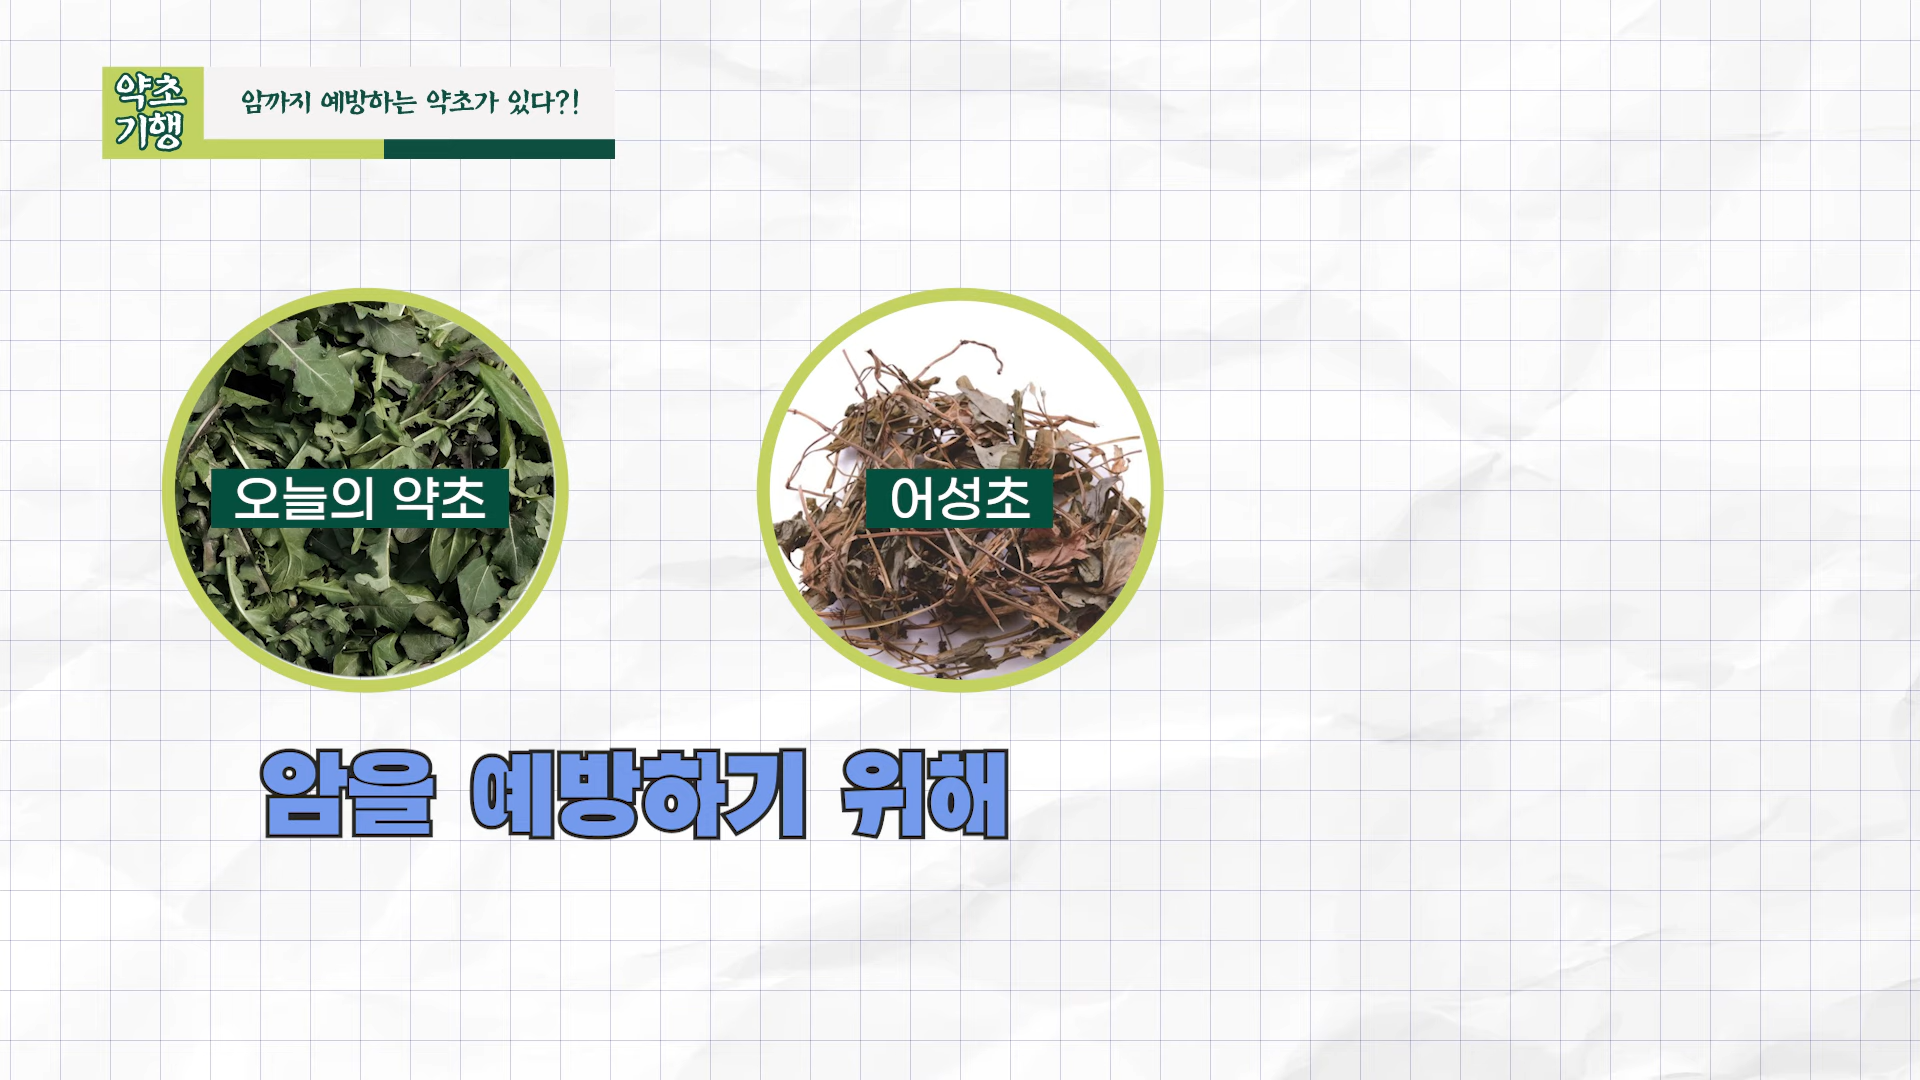 약초
기행
암까지 예방하는 약초가 있다?!
오늘의 약초
어성초
암을 예방하기 위해